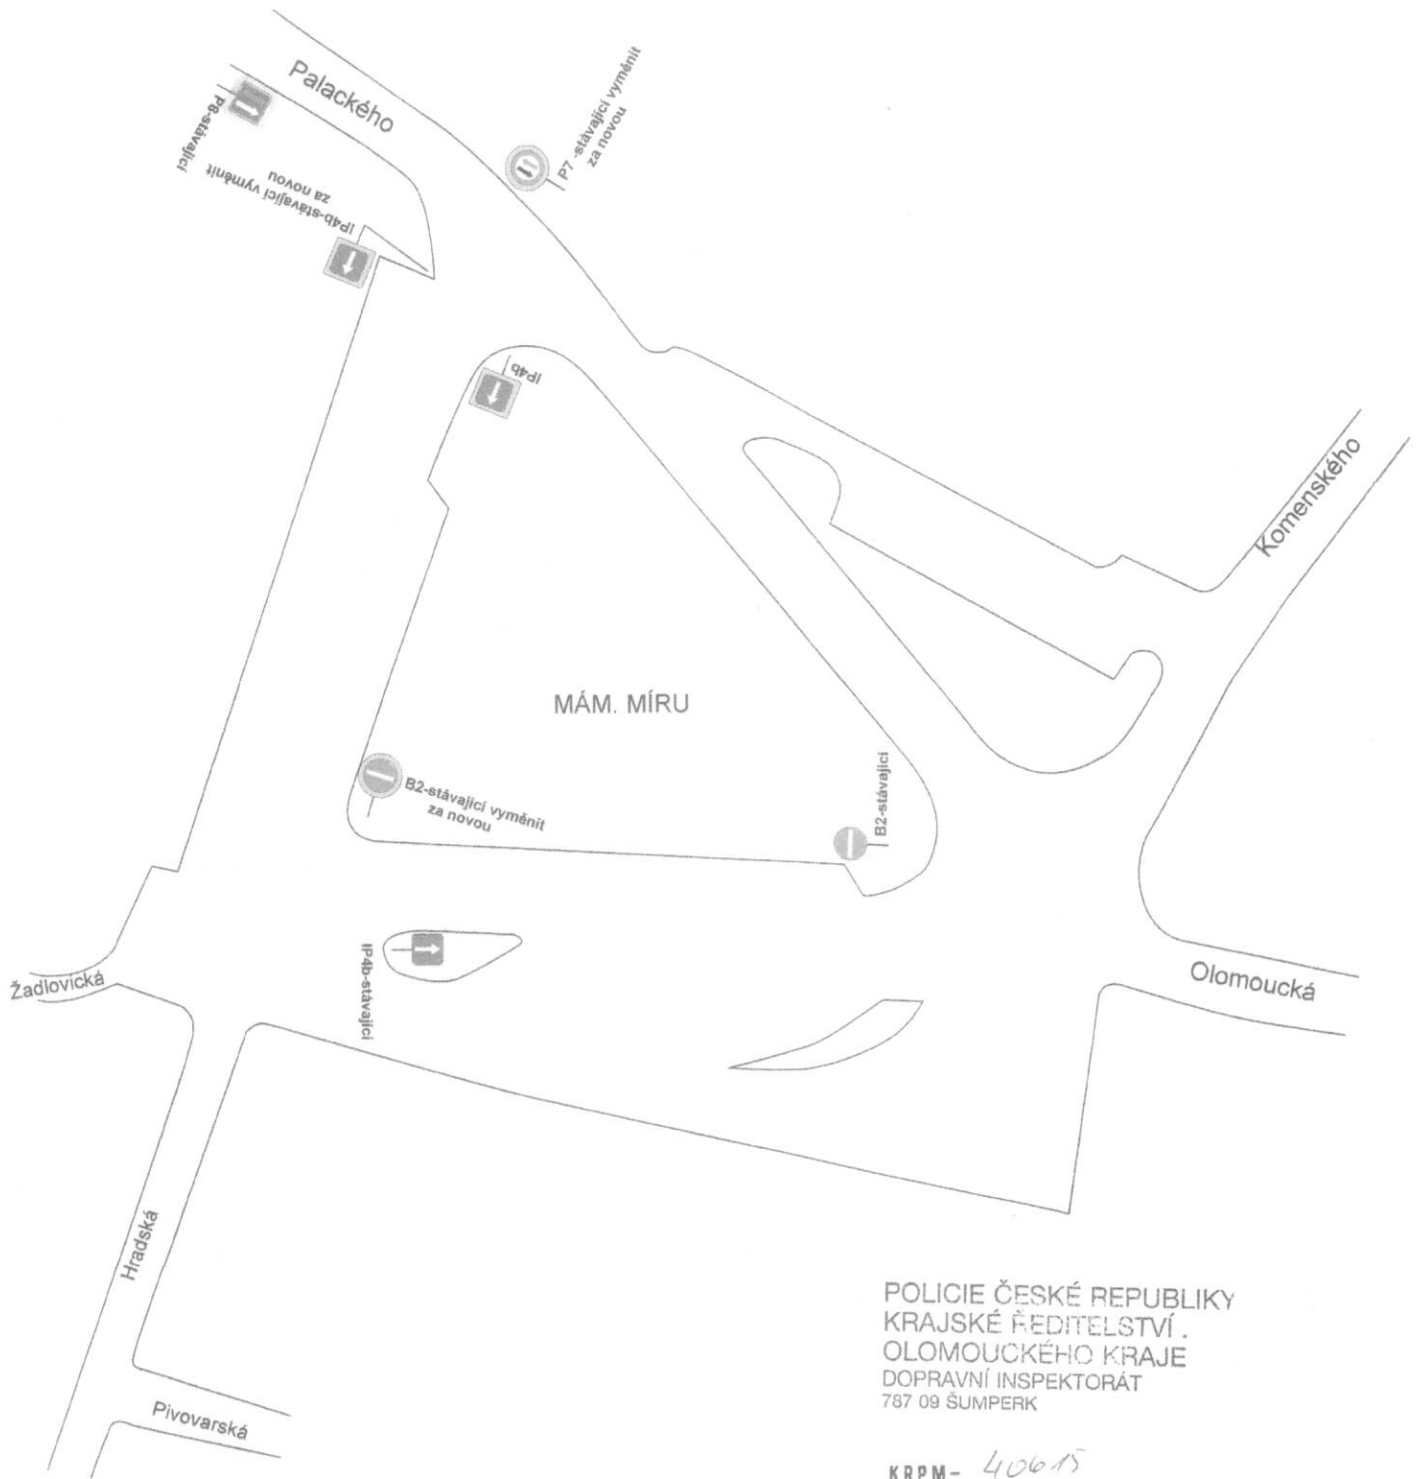 Palackého
P7 -stávající vyměnit
za novou
P8-stávající
IP4b-stávající vyměnit
za novou
IP4b
Komenského
MÁM. MÍRU
B2-stávající vyměnit
za novou
B2-stávající
IP4b-stávající
Žadlovická
Olomoucká
Hradská
Pivovarská
POLICIE ČESKÉ REPUBLIKY
KRAJSKÉ ŘEDITELSTVÍ .
OLOMOUCKÉHO KRAJE
DOPRAVNÍ INSPEKTORÁT
787 09 ŠUMPERK
KRPM- 40615